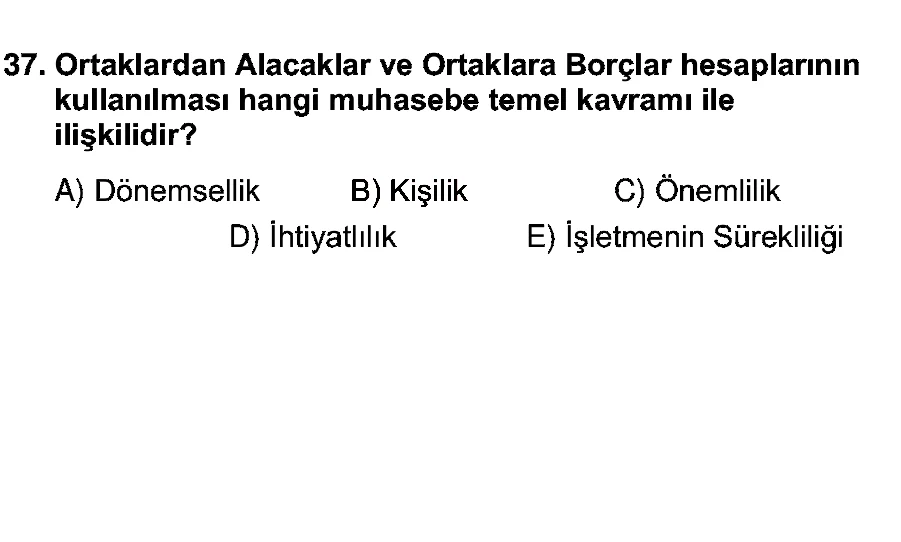 37. Ortaklardan Alacaklar ve Ortaklara Borçlar hesaplarının
kullanılması hangi muhasebe temel kavramı ile
ilişkilidir?
A) Dönemsellik B) Kişilik C) Önemlilik
D) İhtiyatlılık E) İşletmenin Sürekliliği